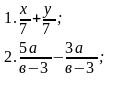 1. x/7 + y/7;
2. 5a/(в−3) − 3a/(в−3);